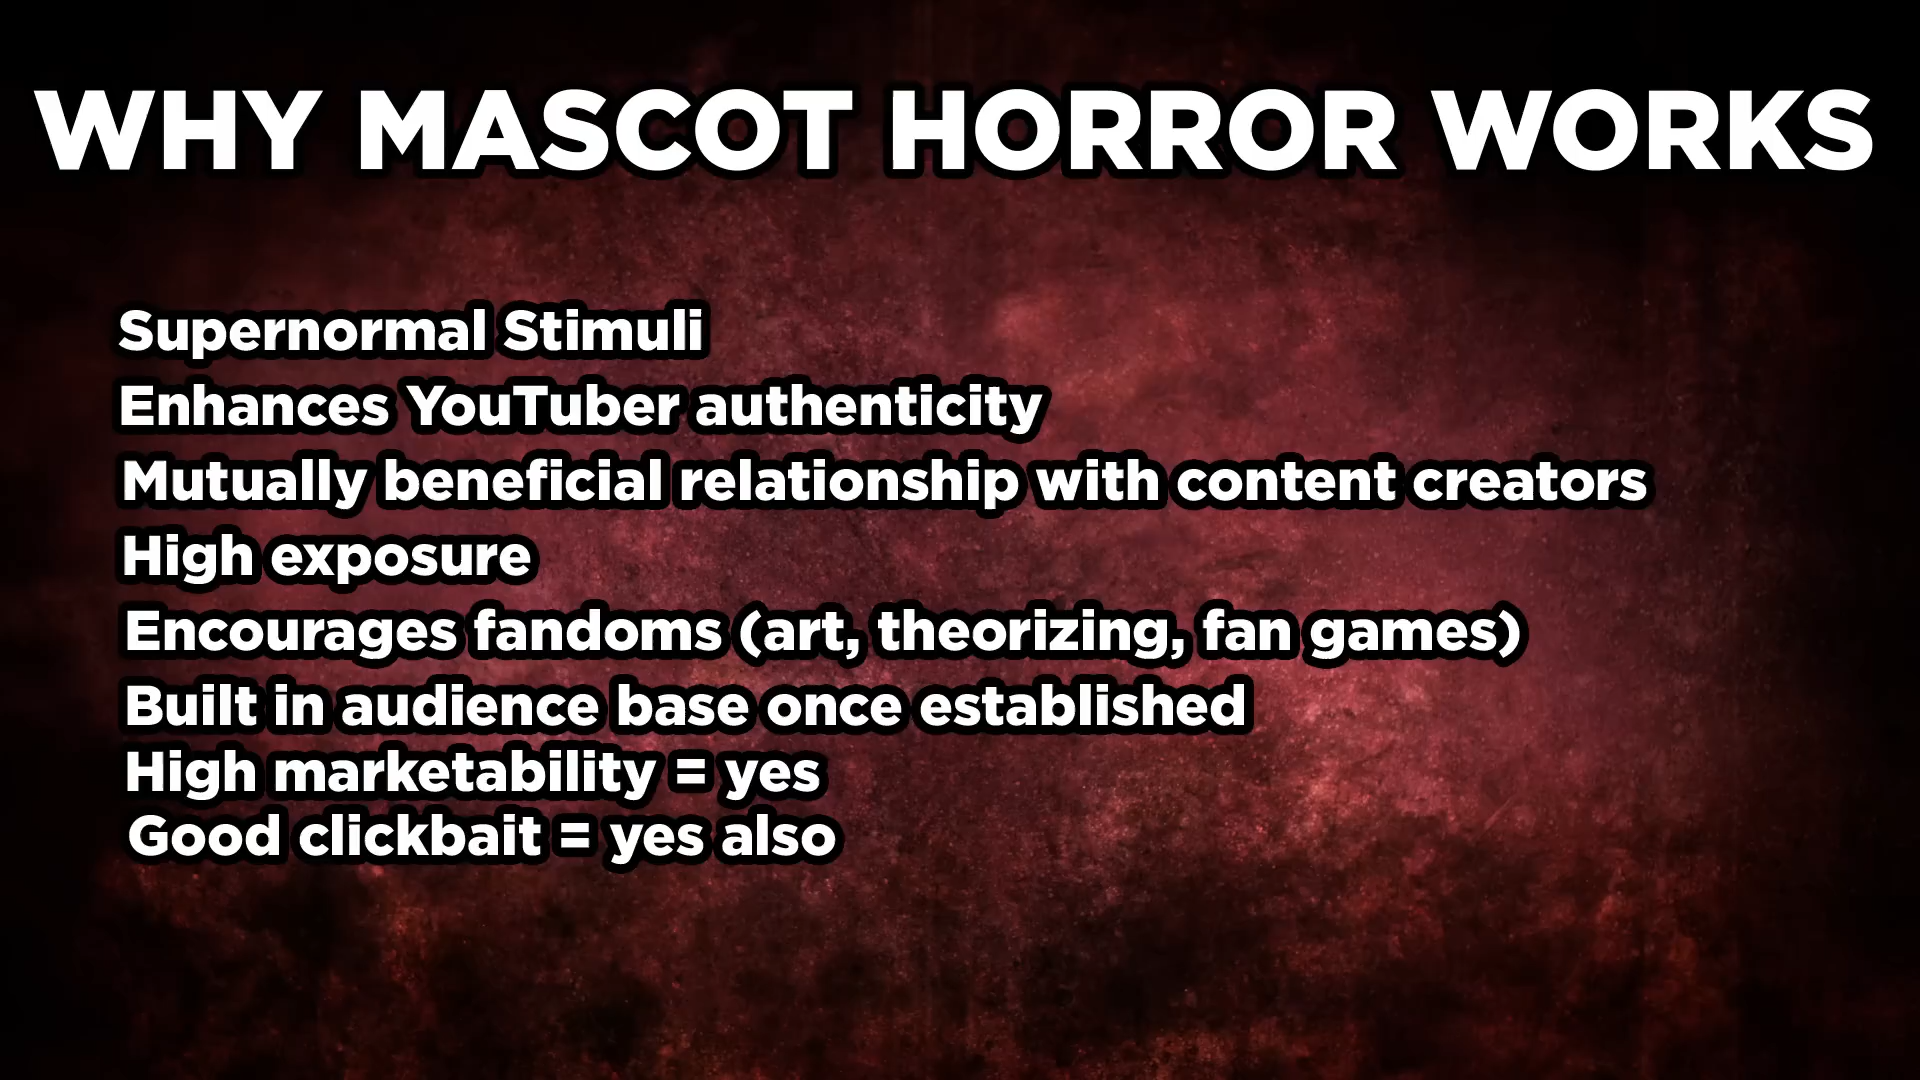 WHY MASCOT HORROR WORKS
Supernormal Stimuli
Enhances YouTuber authenticity
Mutually beneficial relationship with content creators
High exposure
Encourages fandoms (art, theorizing, fan games)
Built in audience base once established
High marketability = yes
Good clickbait = yes also